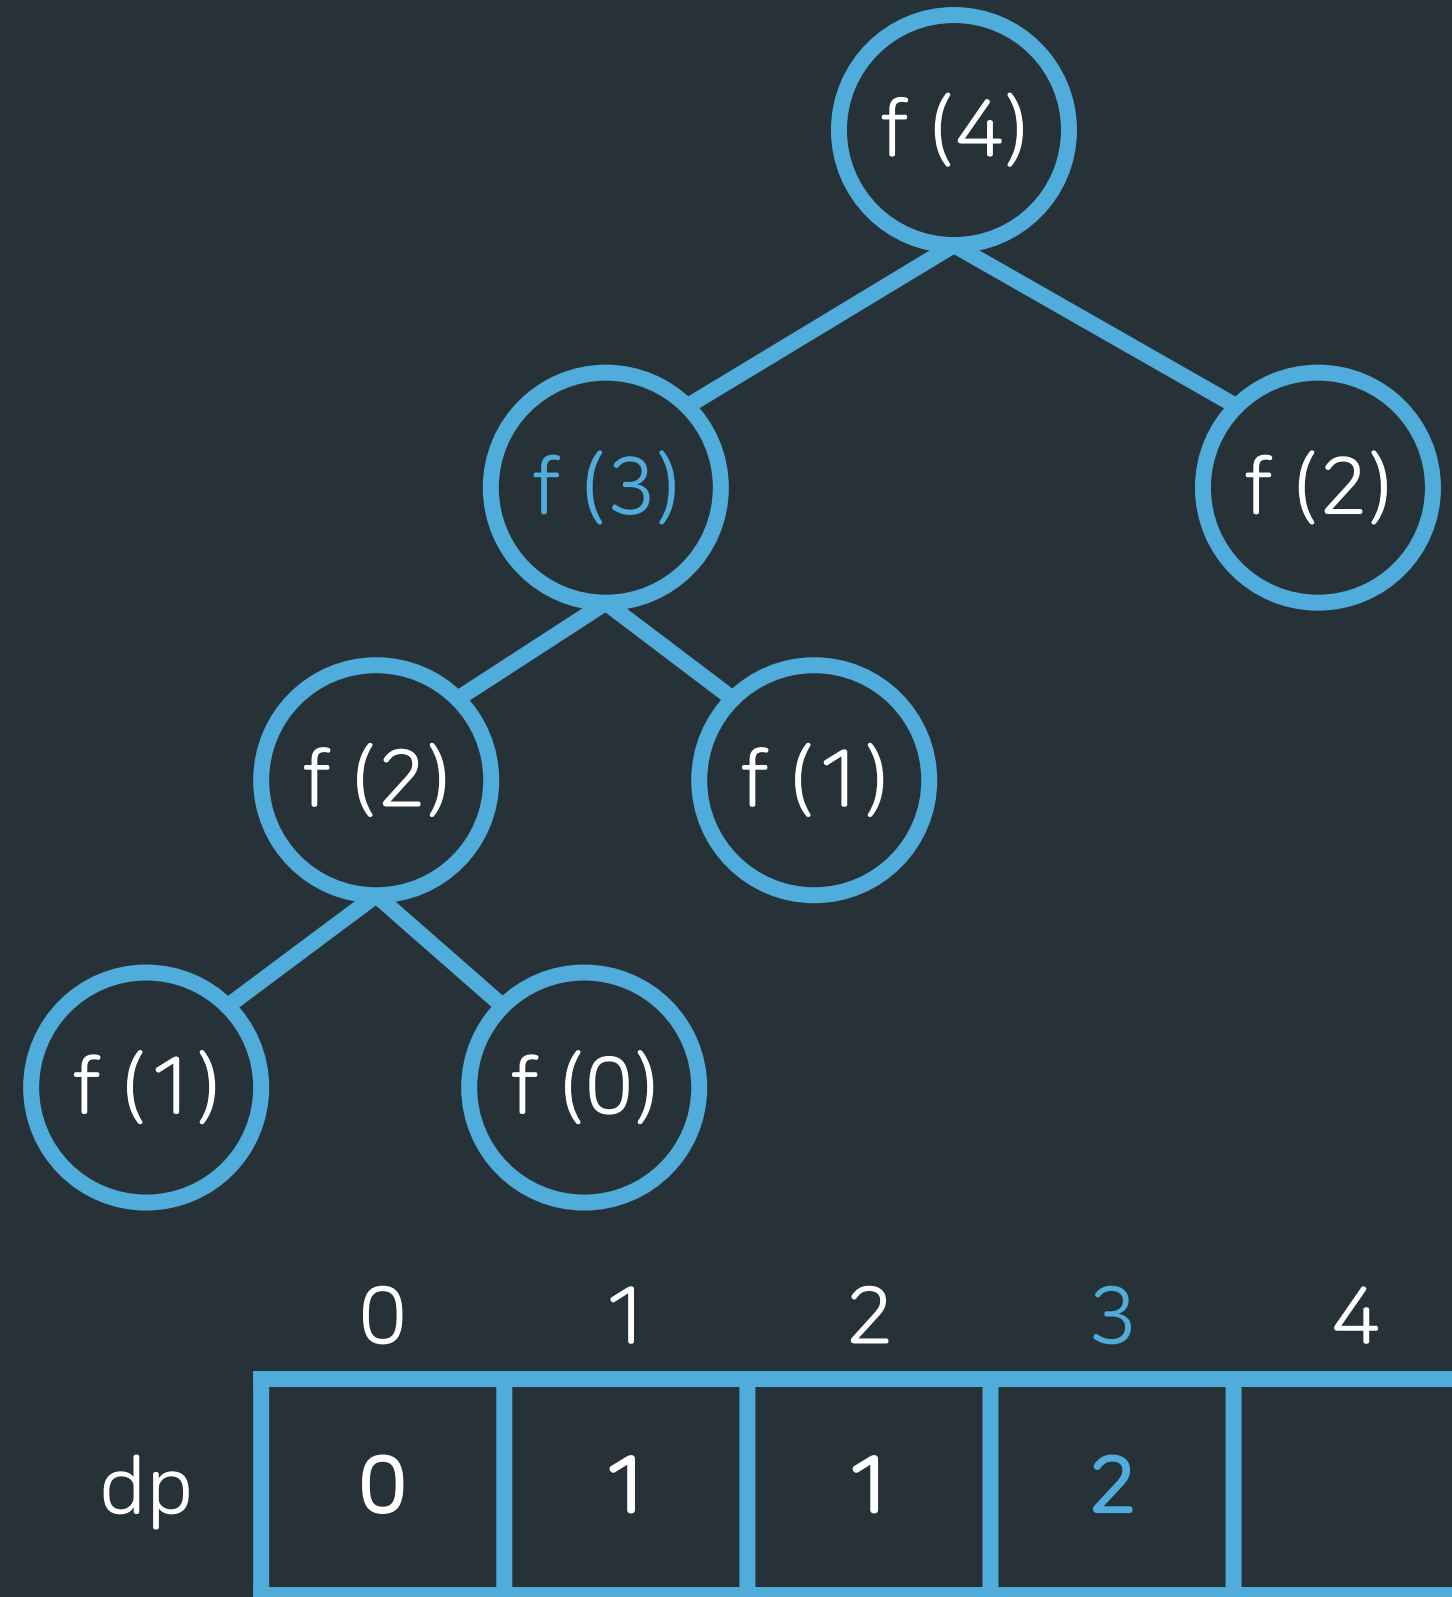 f (4)
f (3) f (2)
f (2) f (1)
f (1) f (0)
0 1 2 3 4
dp 0 1 1 2